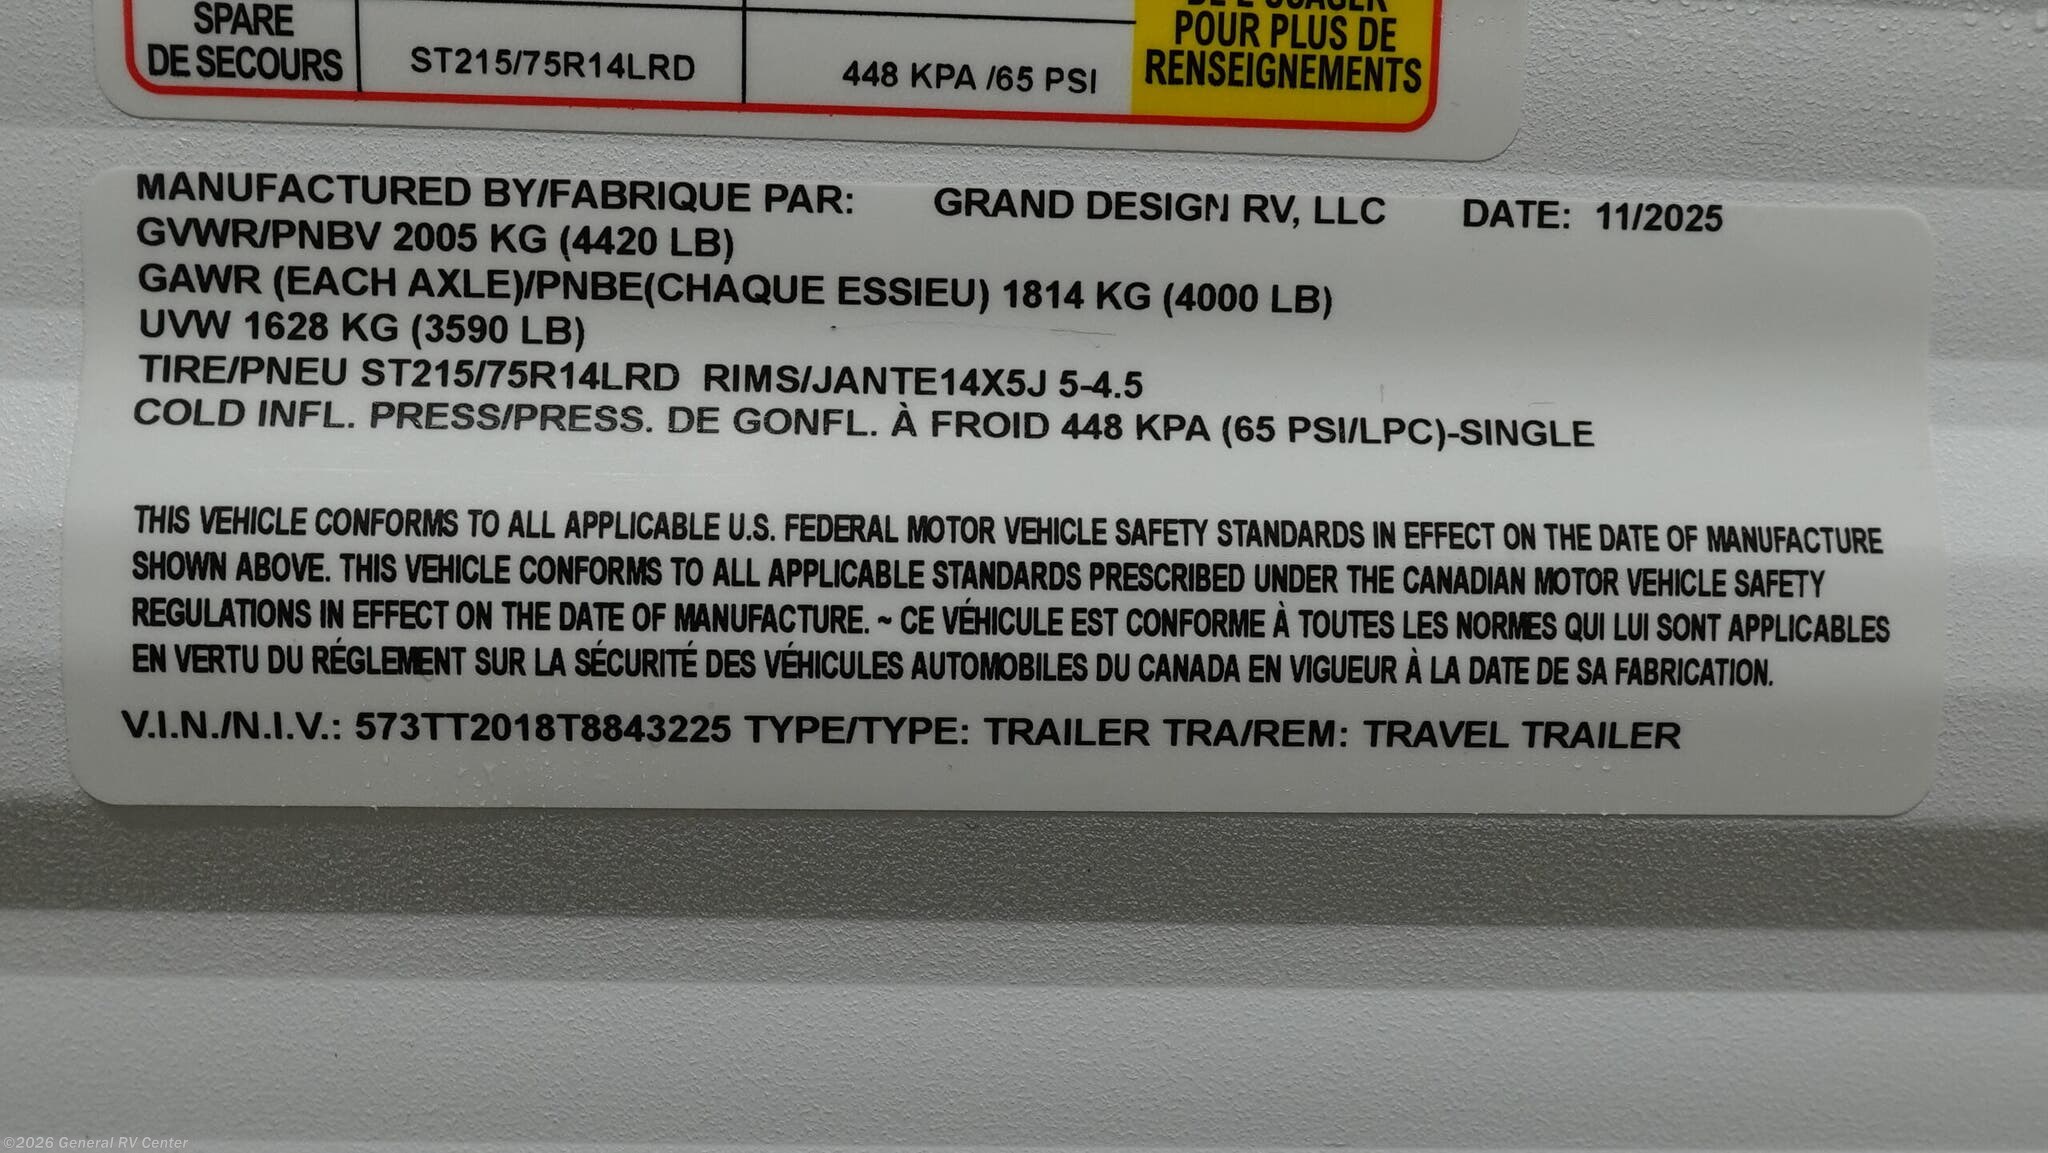 SPARE
DE SECOURS
ST215/75R14LRD
448 KPA /65 PSI
POUR PLUS DE
RENSEIGNEMENTS
MANUFACTURED BY/FABRIQUE PAR: GRAND DESIGN RV, LLC DATE: 11/2025
GVWR/PNBV 2005 KG (4420 LB)
GAWR (EACH AXLE)/PNBE(CHAQUE ESSIEU) 1814 KG (4000 LB)
UVW 1628 KG (3590 LB)
TIRE/PNEU ST215/75R14LRD RIMS/JANTE14X5J 5-4.5
COLD INFL. PRESS/PRESS. DE GONFL. À FROID 448 KPA (65 PSI/LPC)-SINGLE
THIS VEHICLE CONFORMS TO ALL APPLICABLE U.S. FEDERAL MOTOR VEHICLE SAFETY STANDARDS IN EFFECT ON THE DATE OF MANUFACTURE
SHOWN ABOVE. THIS VEHICLE CONFORMS TO ALL APPLICABLE STANDARDS PRESCRIBED UNDER THE CANADIAN MOTOR VEHICLE SAFETY
REGULATIONS IN EFFECT ON THE DATE OF MANUFACTURE. ~ CE VÉHICULE EST CONFORME À TOUTES LES NORMES QUI LUI SONT APPLICABLES
EN VERTU DU RÉGLEMENT SUR LA SÉCURITÉ DES VÉHICULES AUTOMOBILES DU CANADA EN VIGUEUR À LA DATE DE SA FABRICATION.
V.I.N./N.I.V.: 573TT2018T8843225 TYPE/TYPE: TRAILER TRA/REM: TRAVEL TRAILER
©2026 General RV Center